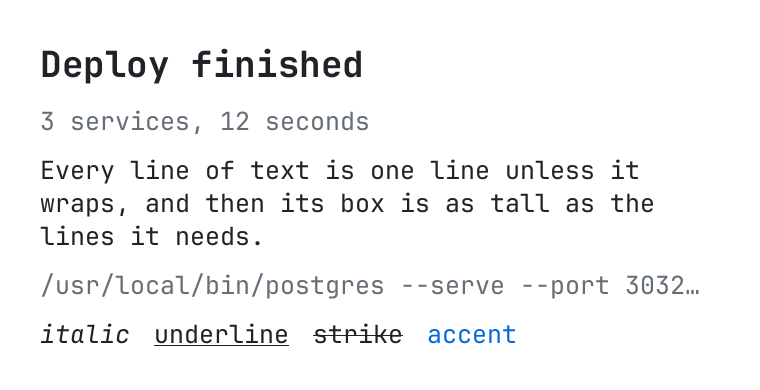 Deploy finished
3 services, 12 seconds
Every line of text is one line unless it
wraps, and then its box is as tall as the
lines it needs.
/usr/local/bin/postgres --serve --port 3032…
italic underline strike accent